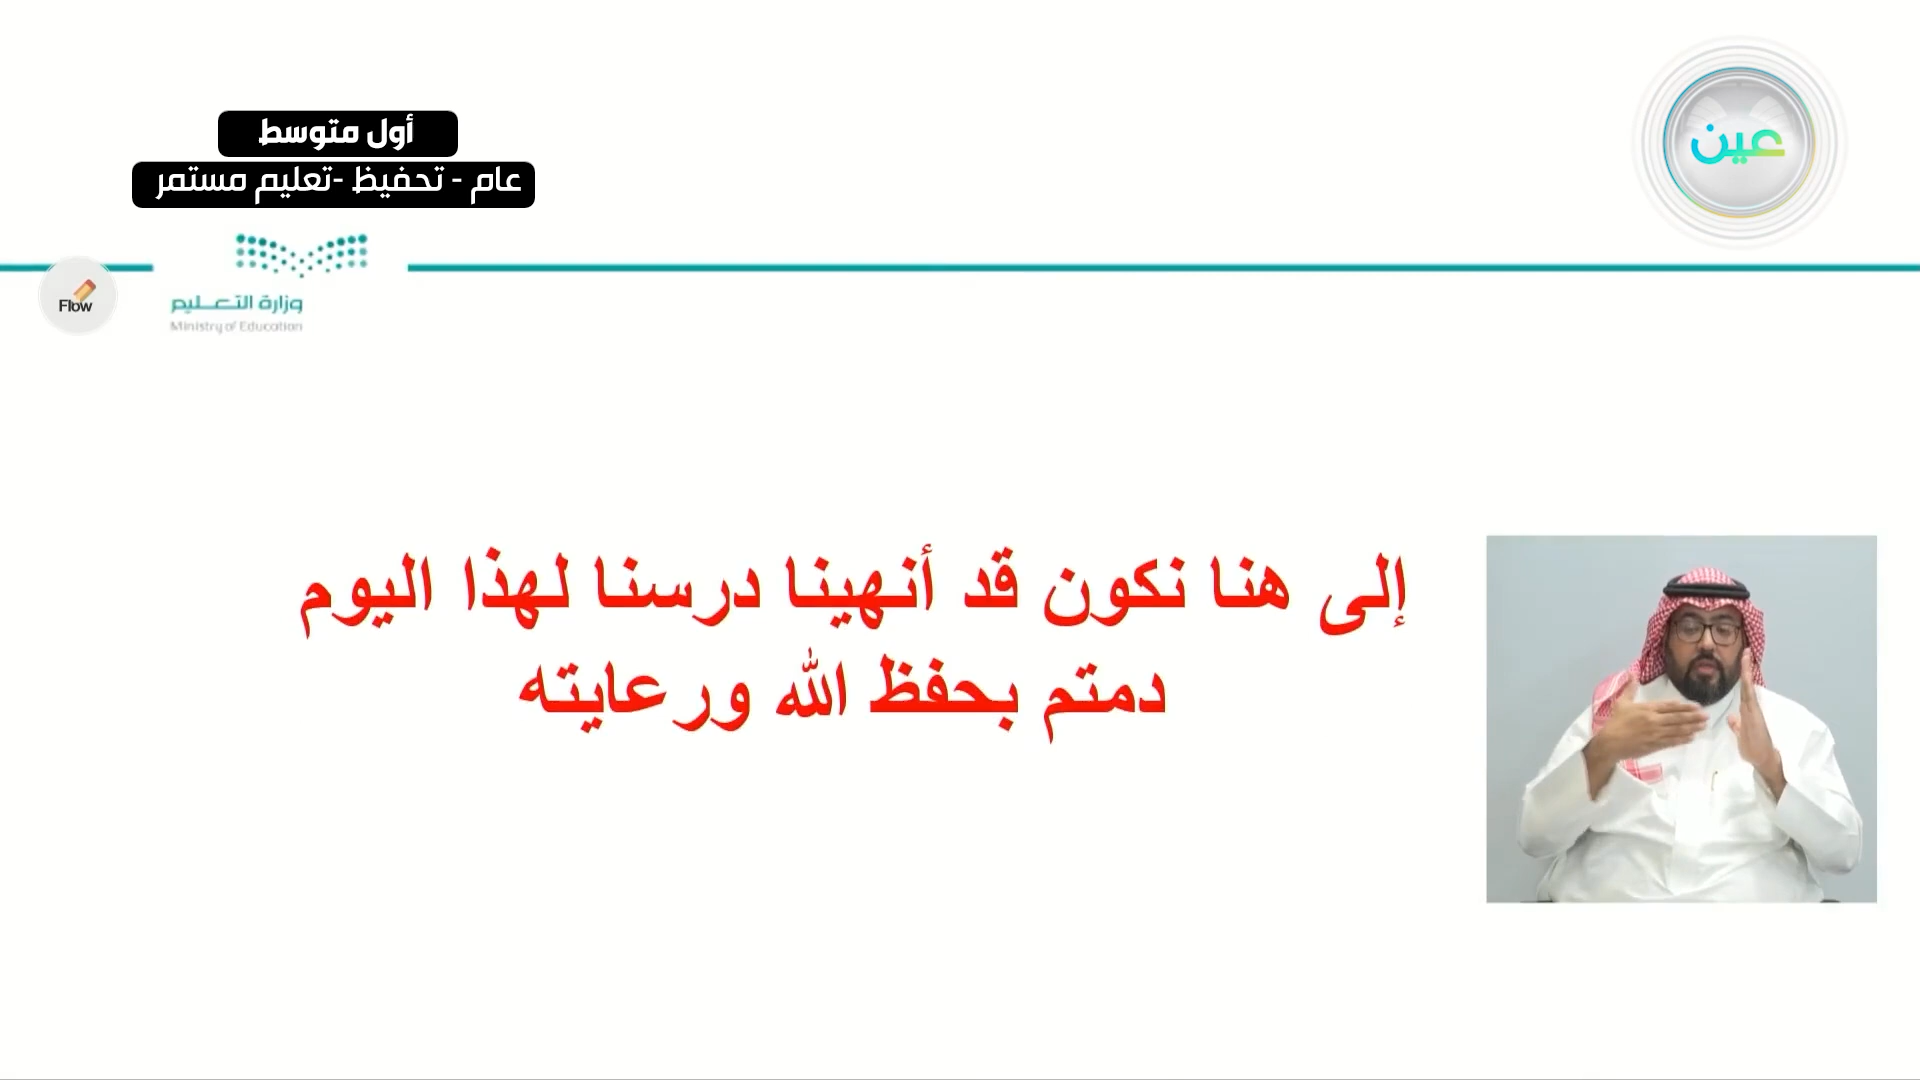 عين
أول متوسط
عام - تحفيظ -تعليم مستمر
Flow
وزارة التعليم
Ministry of Education
إلى هنا نكون قد أنهينا درسنا لهذا اليوم
دمتم بحفظ الله ورعايته